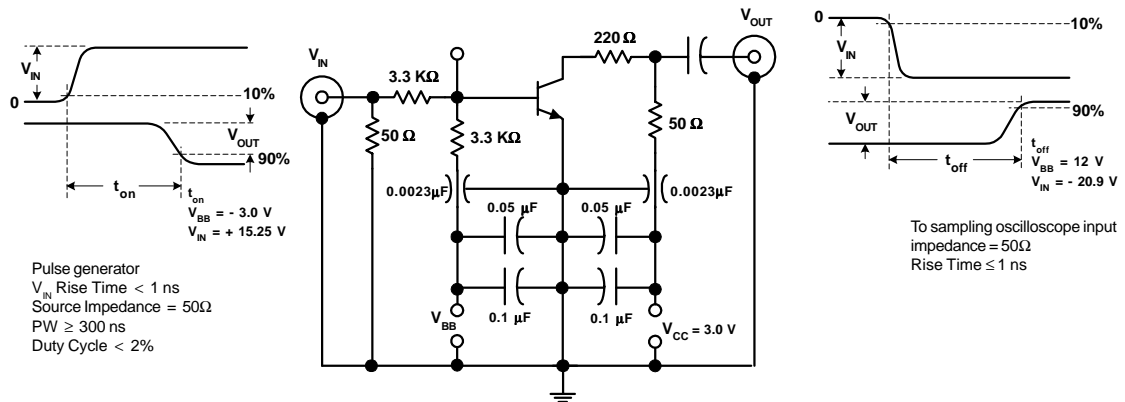 0
V_IN
10%
V_OUT
90%
t_on
t_on
V_BB = - 3.0 V
V_IN = + 15.25 V
Pulse generator
V_IN Rise Time < 1 ns
Source Impedance = 50Ω
PW ≥ 300 ns
Duty Cycle < 2%
V_IN
3.3 KΩ
50 Ω
3.3 KΩ
220 Ω
V_OUT
50 Ω
0.0023µF
0.0023µF
0.05 µF
0.05 µF
0.1 µF
0.1 µF
V_BB
V_CC = 3.0 V
0
V_IN
10%
V_OUT
90%
t_off
t_off
V_BB = 12 V
V_IN = - 20.9 V
To sampling oscilloscope input
impedance = 50Ω
Rise Time ≤ 1 ns